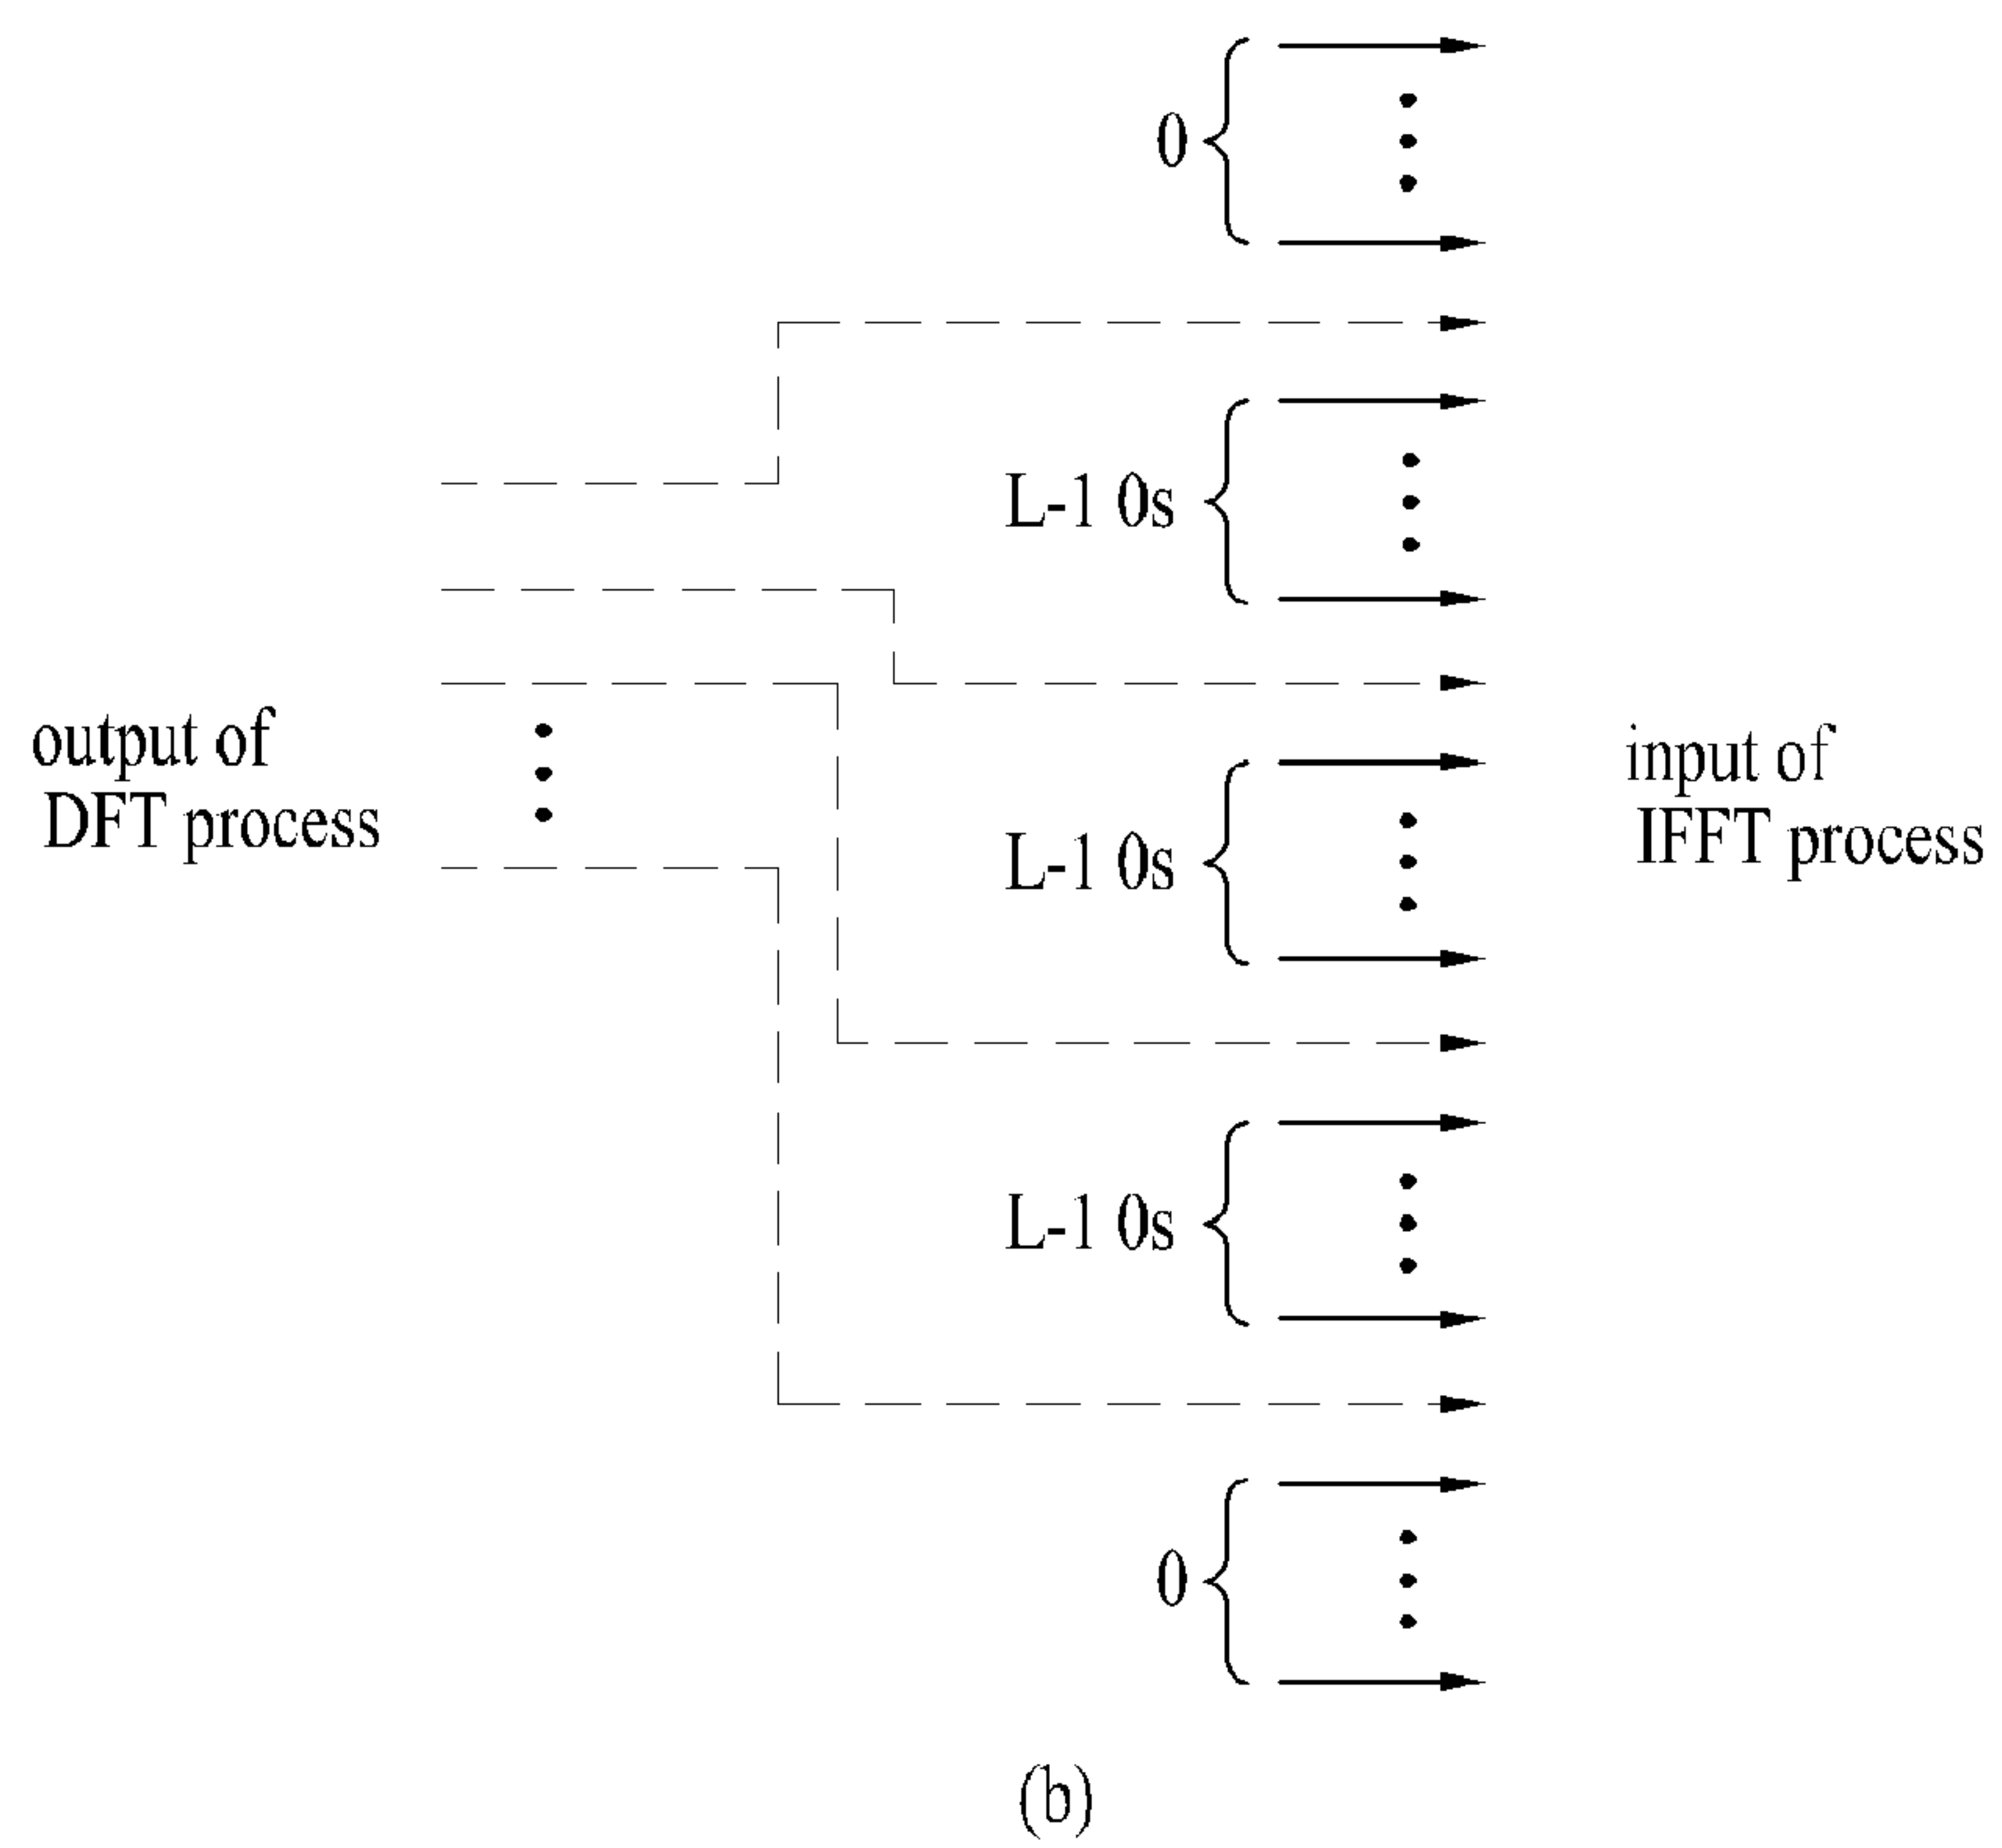 0
L-1 0s
output of
DFT process
L-1 0s
input of
IFFT process
L-1 0s
0
(b)